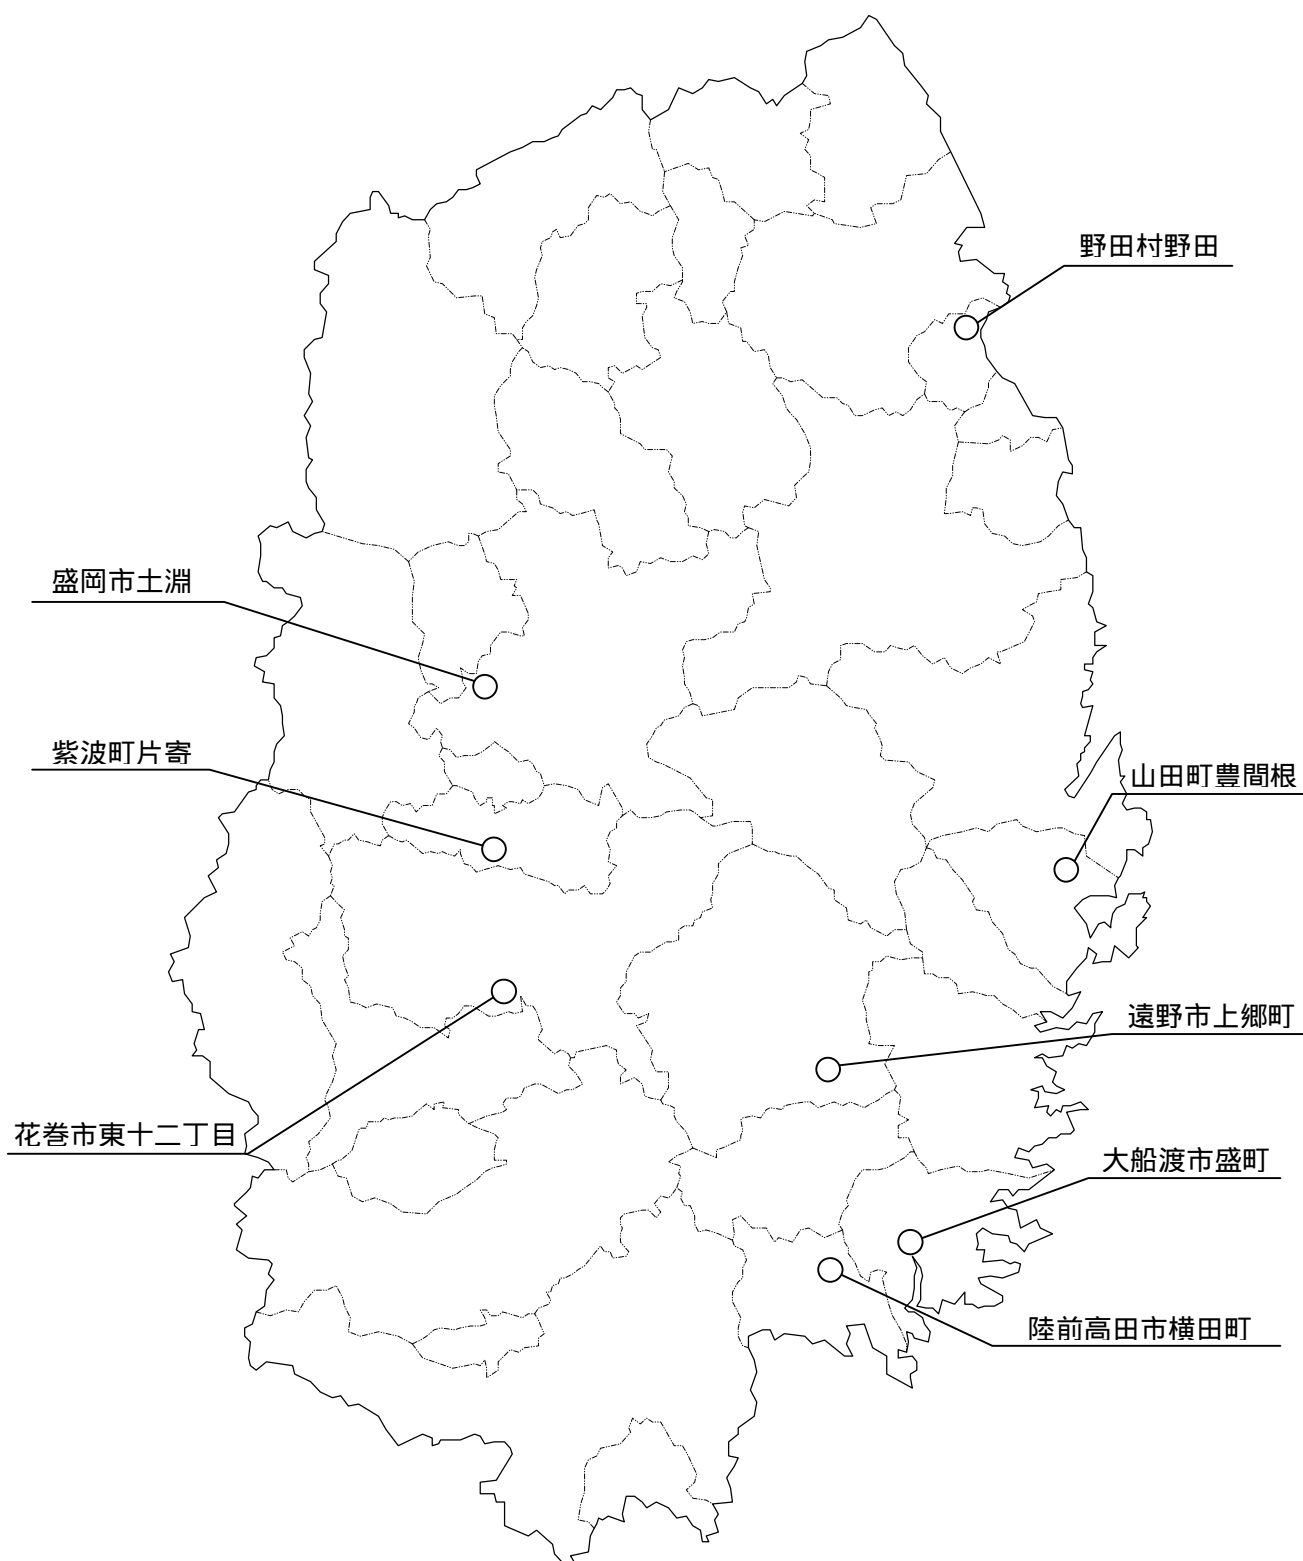 野田村野田
盛岡市土淵
紫波町片寄
山田町豊間根
遠野市上郷町
花巻市東十二丁目
大船渡市盛町
陸前高田市横田町